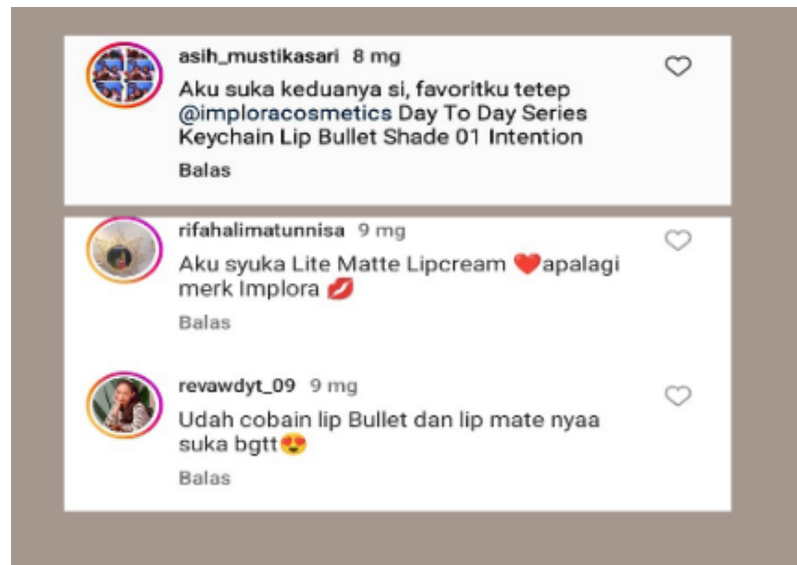 asih_mustikasari 8 mg
Aku suka keduanya si, favoritku tetep
@imploracosmetics Day To Day Series
Keychain Lip Bullet Shade 01 Intention
Balas
rifahalimatunnisa 9 mg
Aku syuka Lite Matte Lipcream ❤️apalagi
merk Implora 💋
Balas
revawdyt_09 9 mg
Udah cobain lip Bullet dan lip mate nyaa
suka bgtt😍
Balas